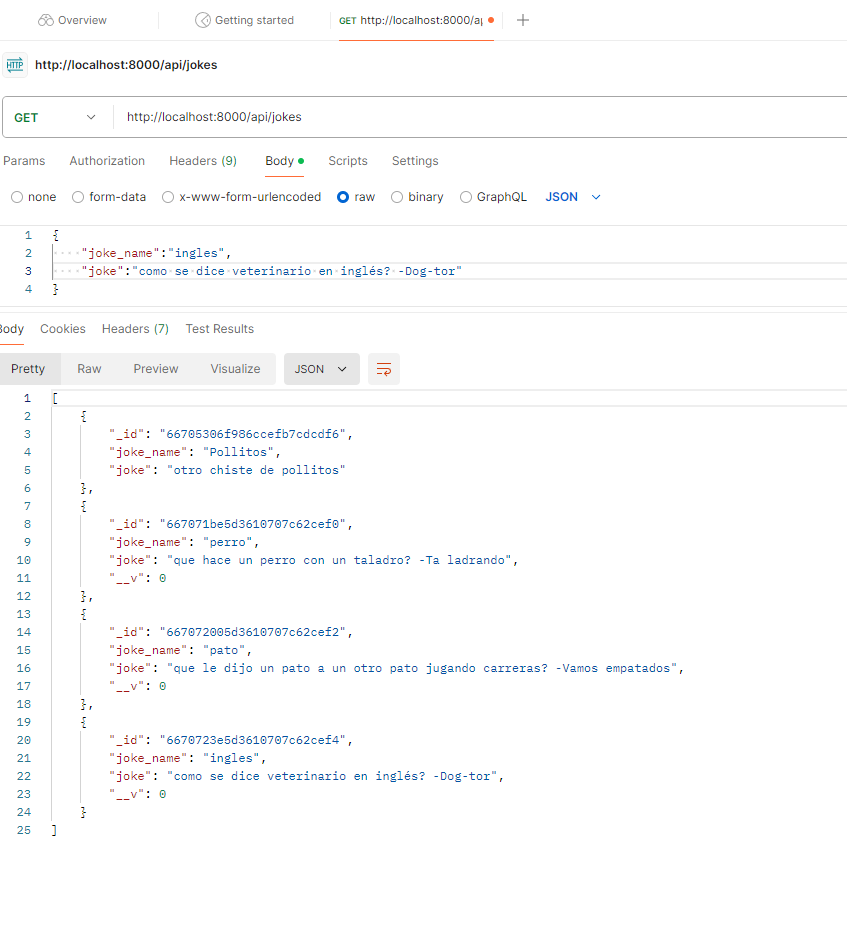 Overview Getting started GET http://localhost:8000/a
HTTP http://localhost:8000/api/jokes
GET http://localhost:8000/api/jokes
Params Authorization Headers (9) Body Scripts Settings
none form-data x-www-form-urlencoded raw binary GraphQL JSON
1 {
2 "joke_name":"ingles",
3 "joke":"como se dice veterinario en inglés? -Dog-tor"
4 }
Body Cookies Headers (7) Test Results
Pretty Raw Preview Visualize JSON
1 [
2 {
3 "_id": "66705306f986ccefb7cdcdf6",
4 "joke_name": "Pollitos",
5 "joke": "otro chiste de pollitos"
6 },
7 {
8 "_id": "667071be5d3610707c62cef0",
9 "joke_name": "perro",
10 "joke": "que hace un perro con un taladro? -Ta ladrando",
11 "__v": 0
12 },
13 {
14 "_id": "667072005d3610707c62cef2",
15 "joke_name": "pato",
16 "joke": "que le dijo un pato a un otro pato jugando carreras? -Vamos empatados",
17 "__v": 0
18 },
19 {
20 "_id": "6670723e5d3610707c62cef4",
21 "joke_name": "ingles",
22 "joke": "como se dice veterinario en inglés? -Dog-tor",
23 "__v": 0
24 }
25 ]